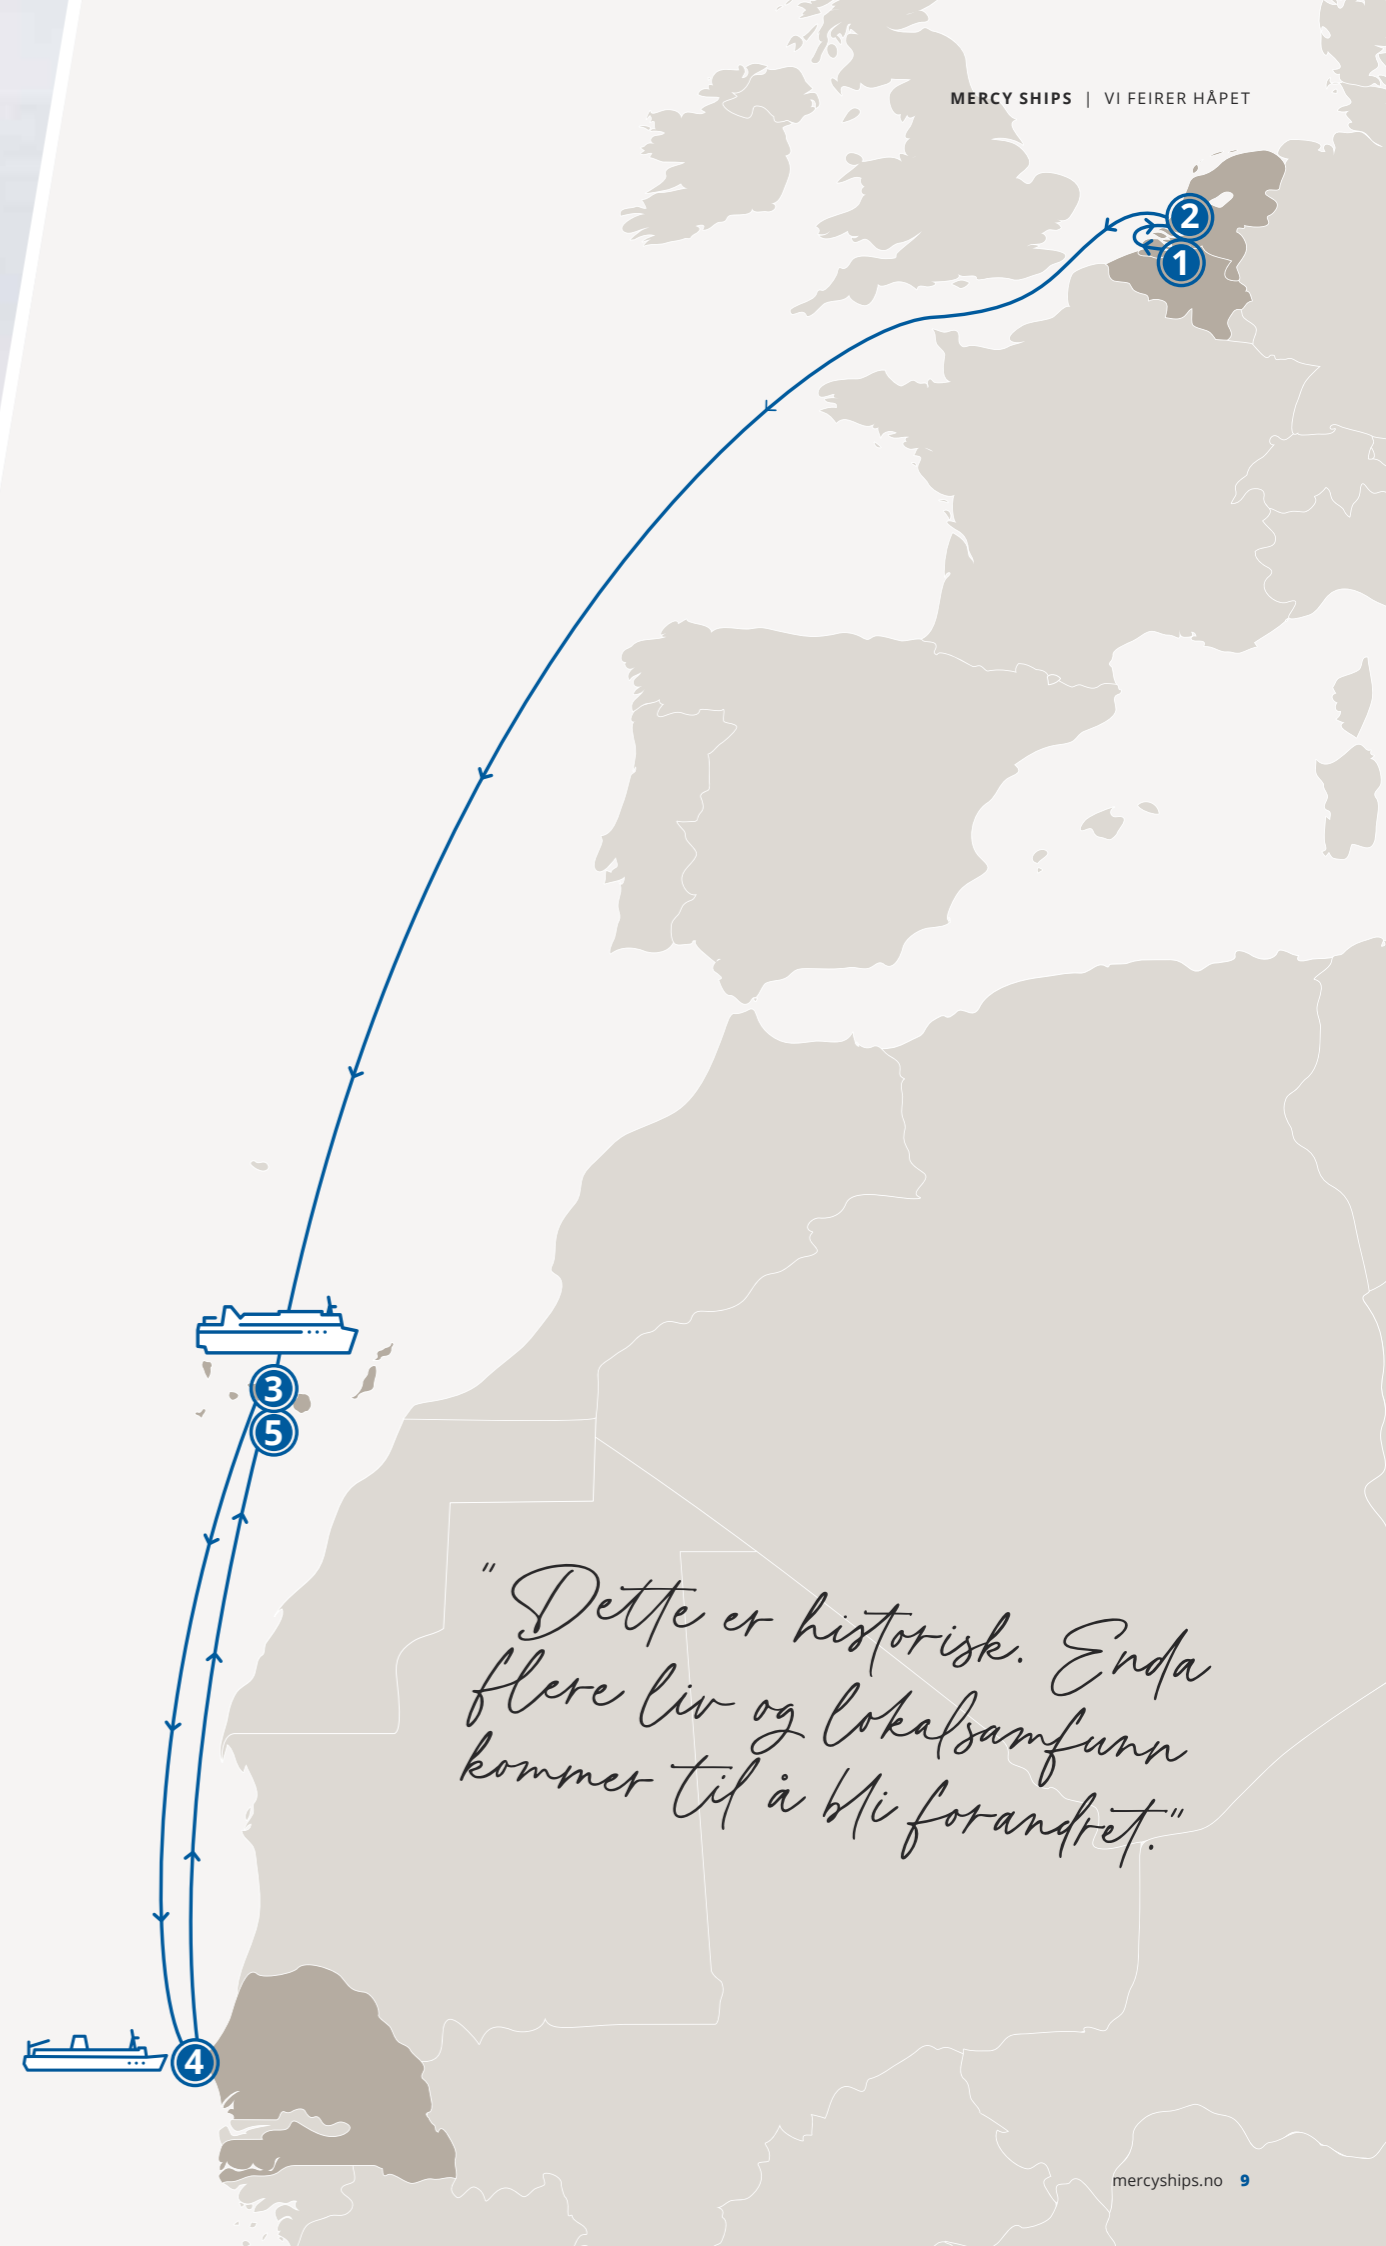 MERCY SHIPS | VI FEIRER HÅPET
2
1
3
5
"Dette er historisk. Enda
flere liv og lokalsamfunn
kommer til å bli forandret."
4
mercyships.no 9